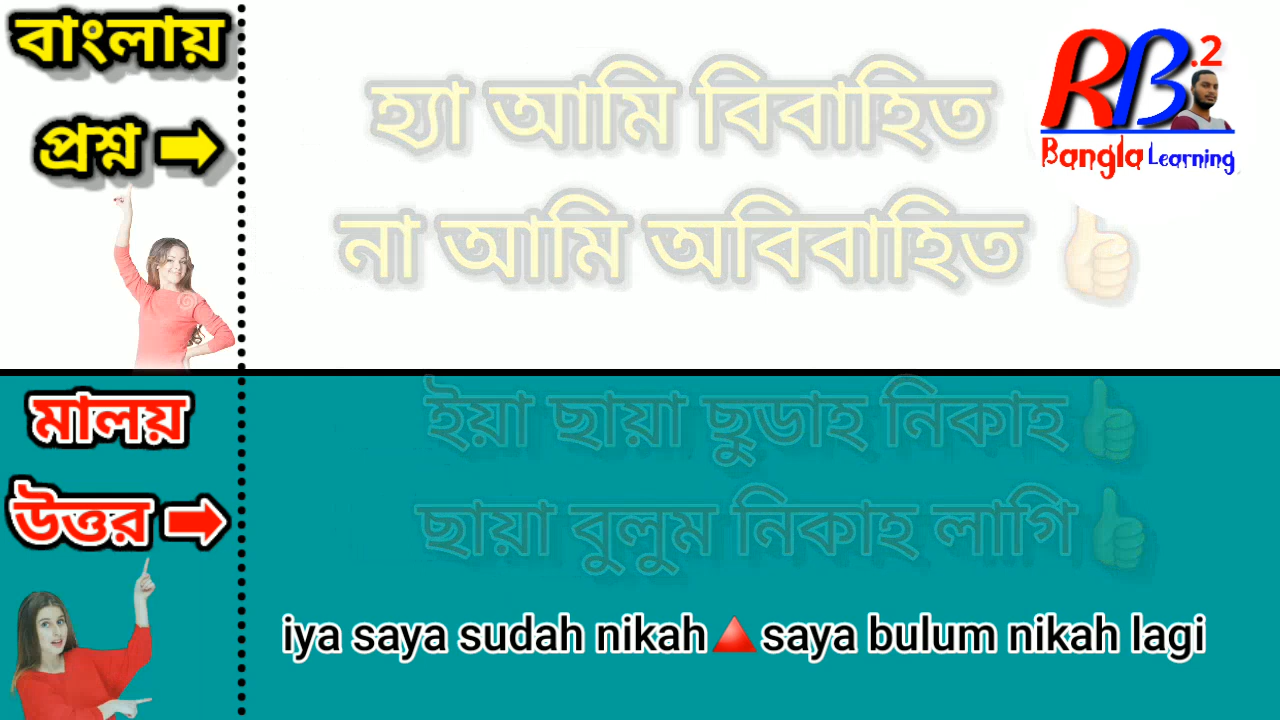 বাংলায়
প্রশ্ন
হ্যা আমি বিবাহিত
না আমি অবিবাহিত
RB.2
Bangla Learning
মালয়
উত্তর
ইয়া ছায়া ছুডাহ নিকাহ
ছায়া বুলুম নিকাহ লাগি
iya saya sudah nikah🔺saya bulum nikah lagi